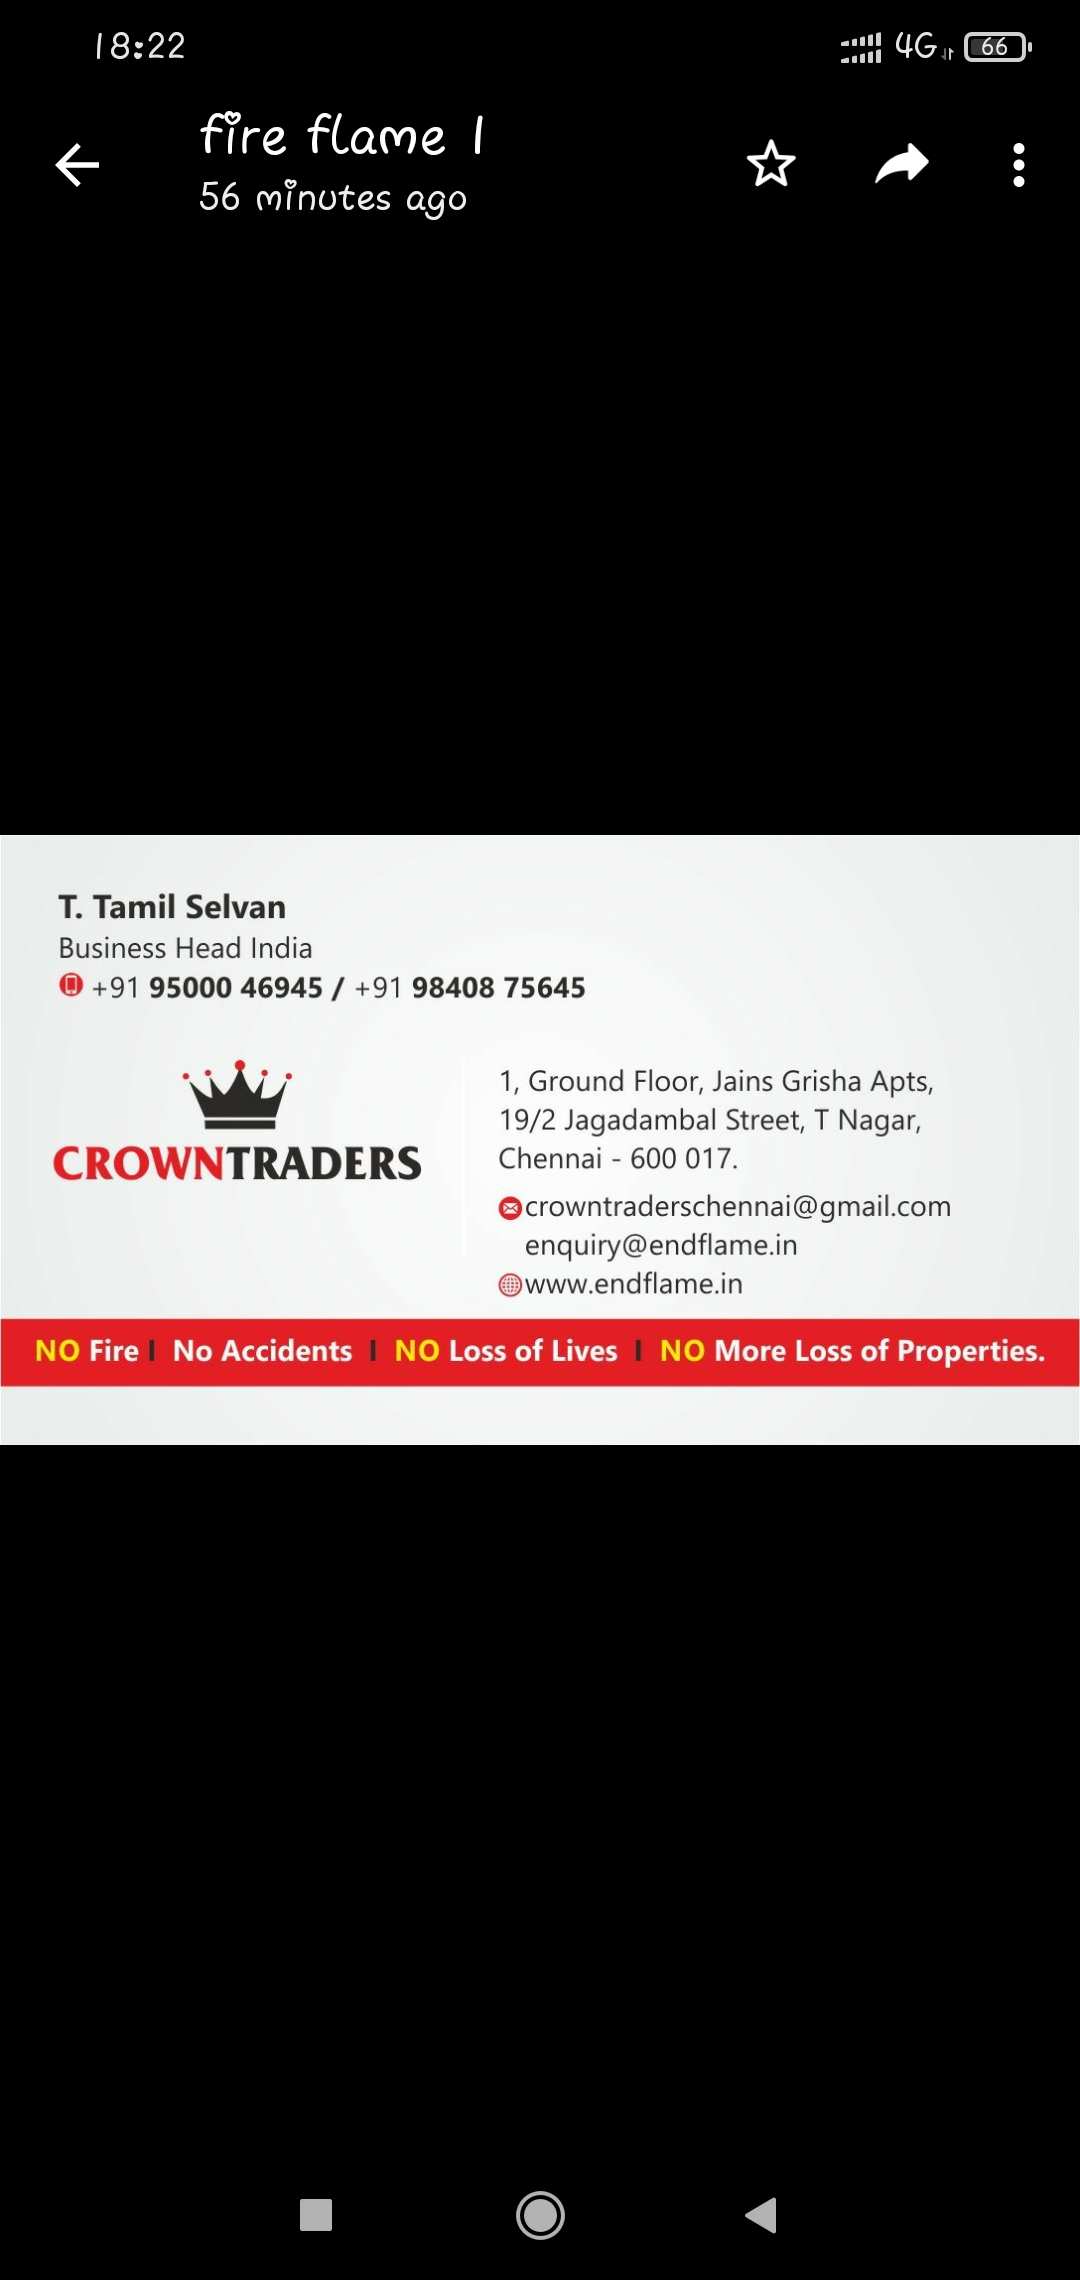 18:22
4G 66
fire flame 1
56 minutes ago
T. Tamil Selvan
Business Head India
+91 95000 46945 / +91 98408 75645
CROWNTRADERS
1, Ground Floor, Jains Grisha Apts,
19/2 Jagadambal Street, T Nagar,
Chennai - 600 017.
crowntraderschennai@gmail.com
enquiry@endflame.in
www.endflame.in
NO Fire I No Accidents I NO Loss of Lives I NO More Loss of Properties.